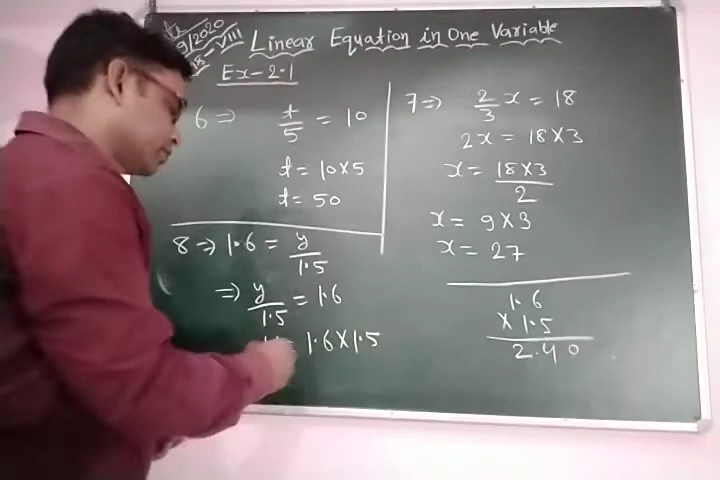 9/2020
VIII
Linear Equation in One Variable
Ex-2.1
6 ⇒ t/5 = 10
t = 10×5
t = 50
7 ⇒ 2/3 x = 18
2x = 18×3
x = 18×3/2
x = 9×3
x = 27
8 → 1.6 = y/1.5
⇒ y/1.5 = 1.6
1.6×1.5
1.6
× 1.5
2.40